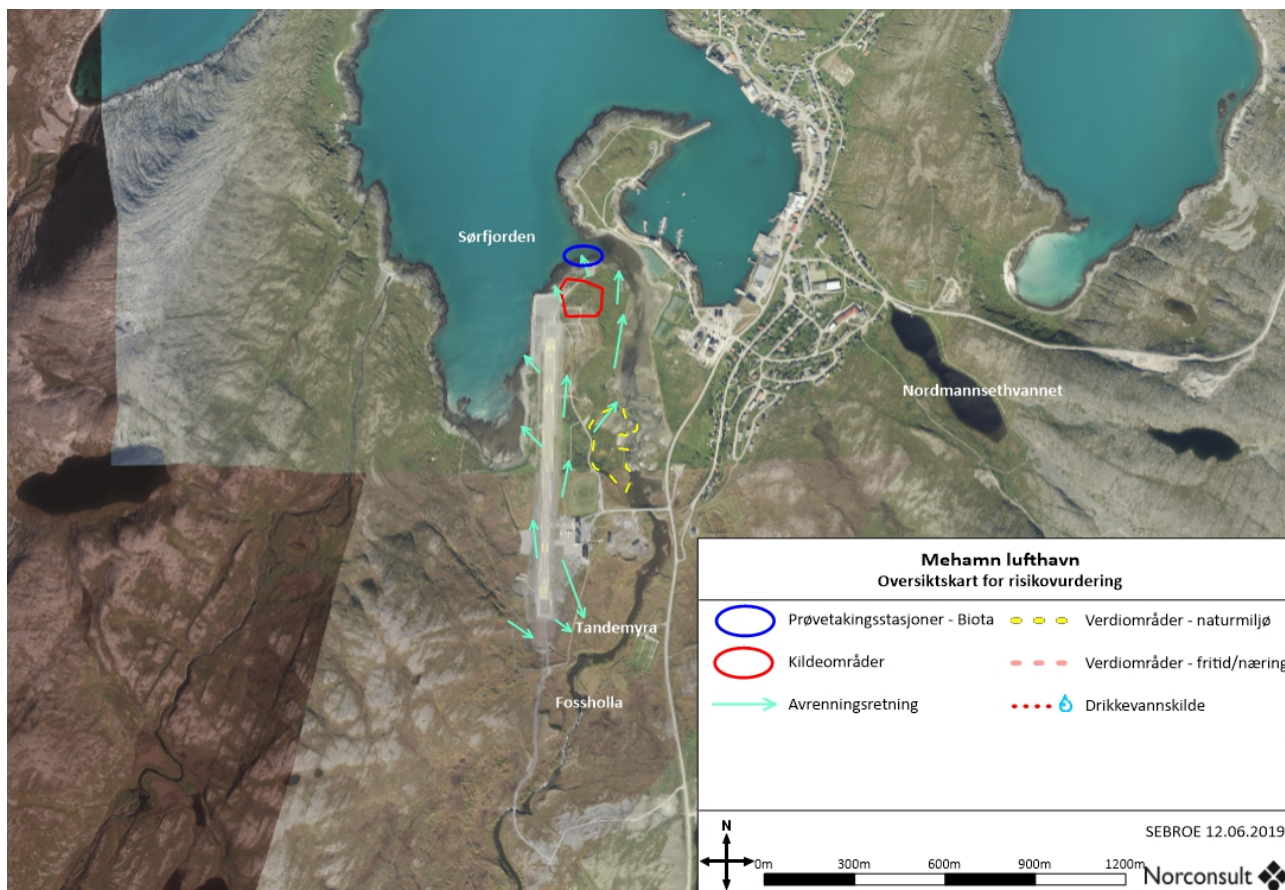 Sørfjorden
Nordmannsethvannet
Tandemyra
Fossholla
Mehamn lufthavn
Oversiktskart for risikovurdering
Prøvetakingsstasjoner - Biota
Verdiområder - naturmiljø
Kildeområder
Verdiområder - fritid/næring
Avrenningsretning
Drikkevannskilde
SEBROE 12.06.2019
N
0m 300m 600m 900m 1200m
Norconsult